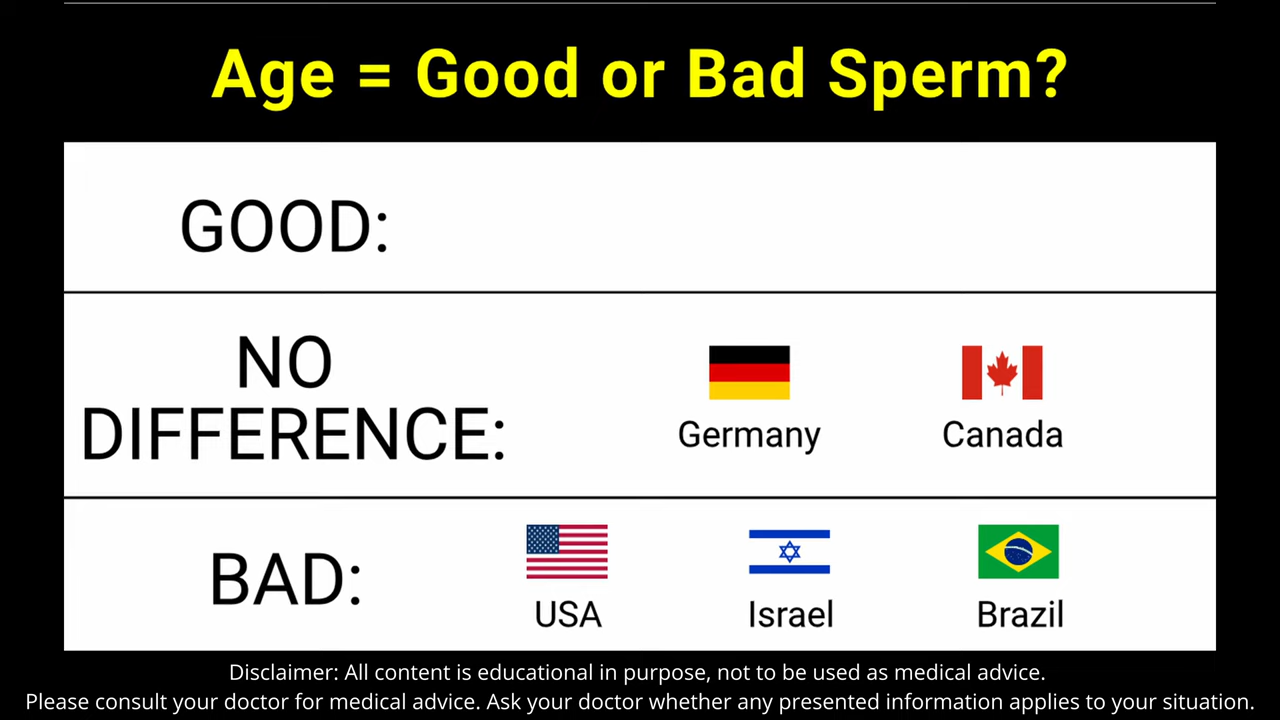 Age = Good or Bad Sperm?
GOOD:
NO
DIFFERENCE:
Germany
Canada
BAD:
USA
Israel
Brazil
Disclaimer: All content is educational in purpose, not to be used as medical advice.
Please consult your doctor for medical advice. Ask your doctor whether any presented information applies to your situation.